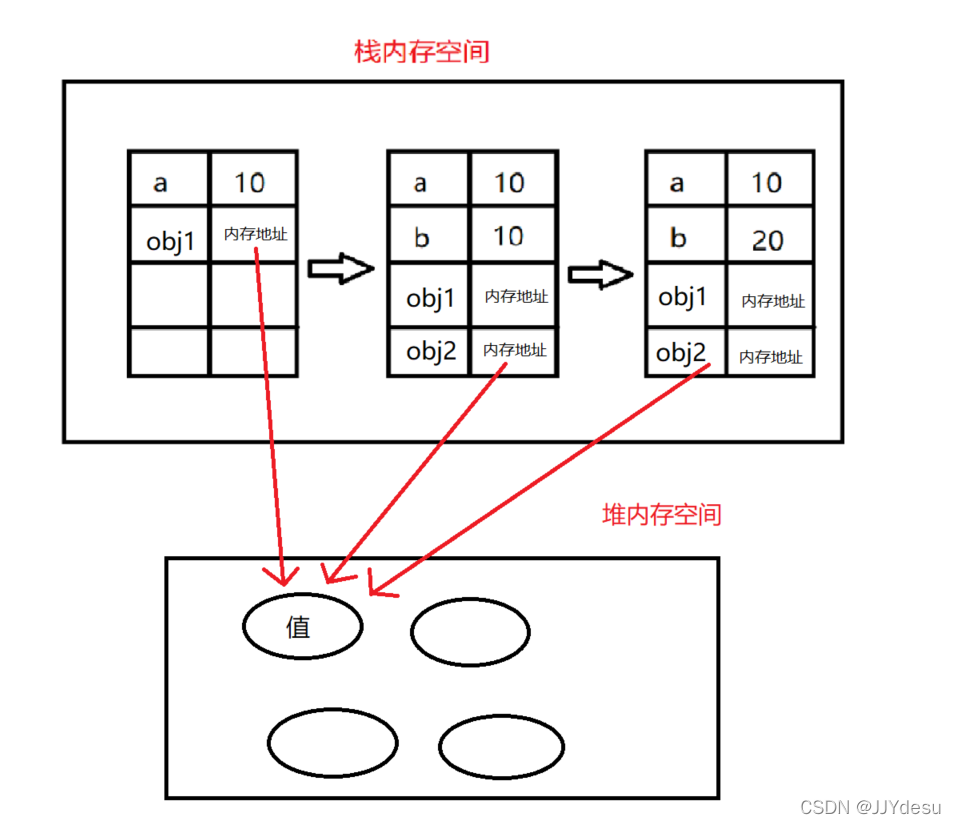 栈内存空间
a 10
obj1 内存地址
a 10
b 10
obj1 内存地址
obj2 内存地址
a 10
b 20
obj1 内存地址
obj2 内存地址
堆内存空间
值
CSDN @JJYdesu